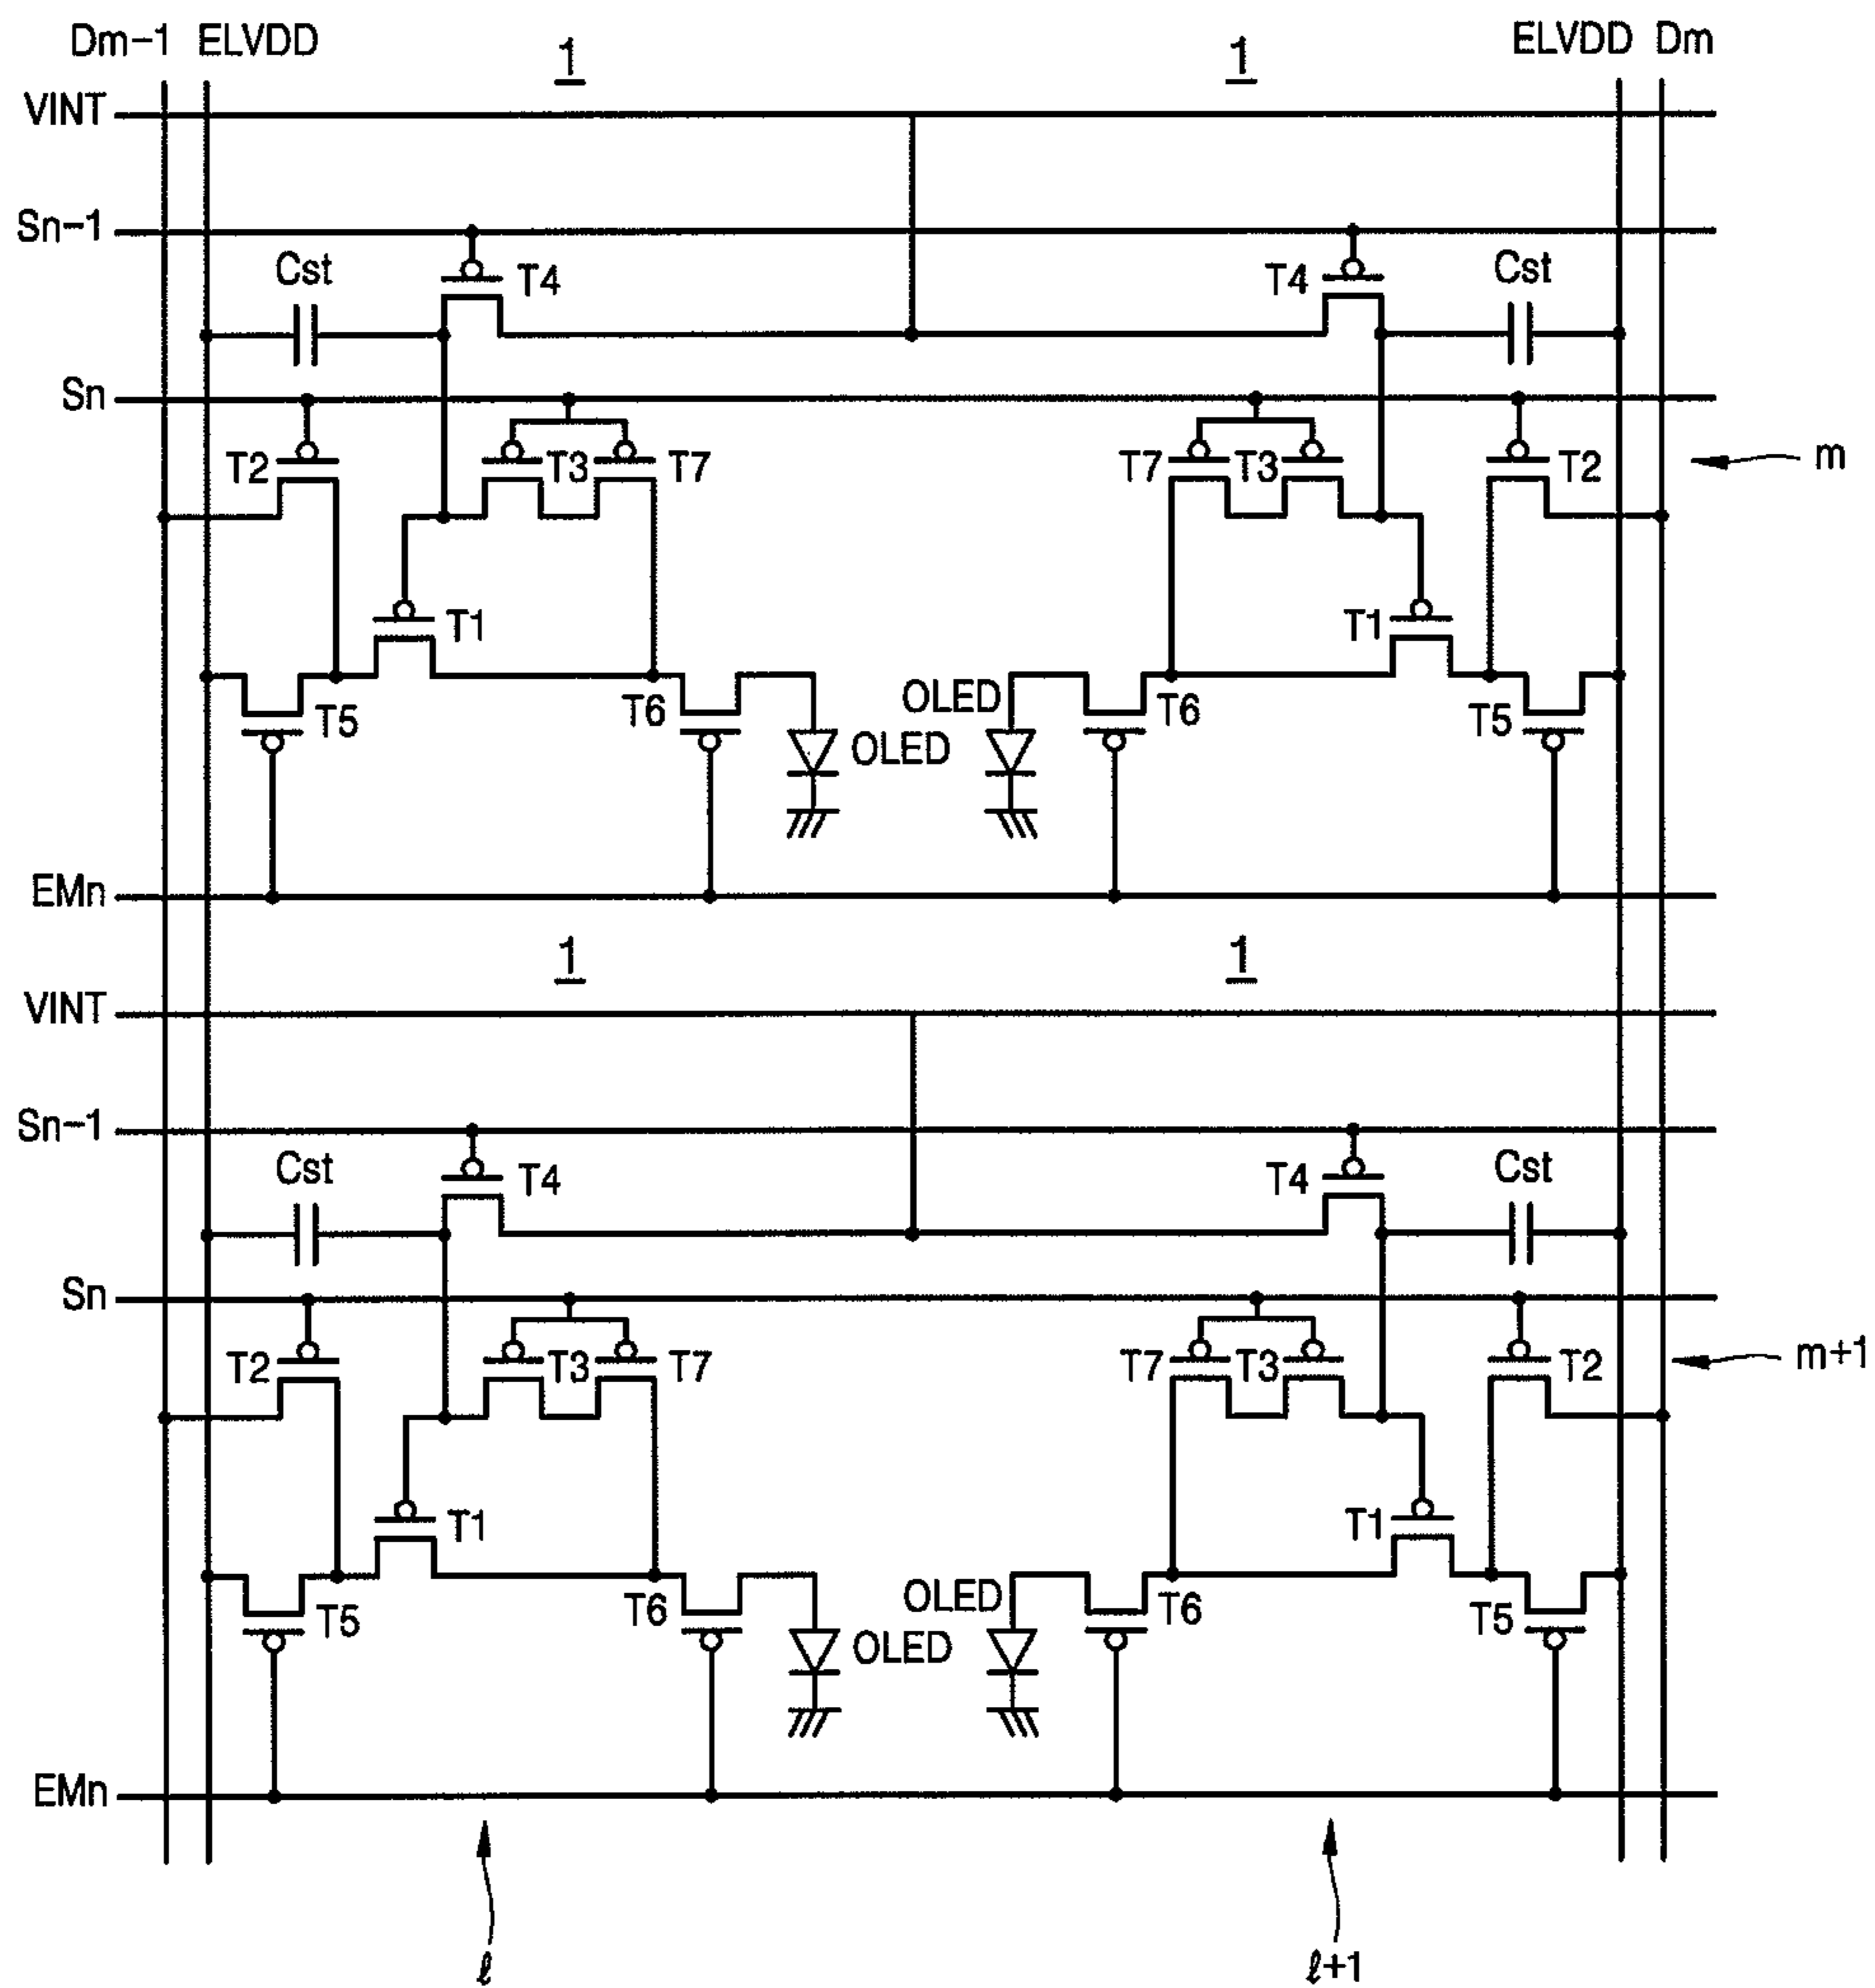 Dm-1 ELVDD 1 1 ELVDD Dm
VINT
Sn-1
Cst T4 T4 Cst
Sn
T2 T3 T7 T7 T3 T2 m
T1 T1
T5 T6 OLED OLED T6 T5
EMn
1 1
VINT
Sn-1
Cst T4 T4 Cst
Sn
T2 T3 T7 T7 T3 T2 m+1
T1 T1
T5 T6 OLED OLED T6 T5
EMn
ℓ ℓ+1